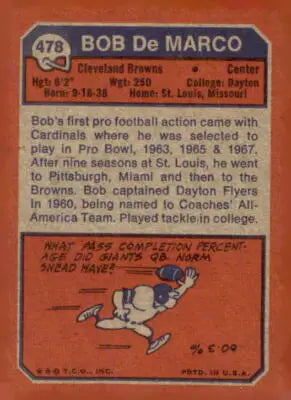 478 BOB De MARCO
Cleveland Browns • Center
Hgt: 6'2" Wgt: 250 College: Dayton
Born: 9-16-38 Home: St. Louis, Missouri
Bob's first pro football action came with
Cardinals where he was selected to
play in Pro Bowl, 1963, 1965 & 1967.
After nine seasons at St. Louis, he went
to Pittsburgh, Miami and then to the
Browns. Bob captained Dayton Flyers
in 1960, being named to Coaches' All-
America Team. Played tackle in college.
WHAT PASS COMPLETION PERCENT-
AGE DID GIANTS QB NORM
SNEAD HAVE?
60.3 %
© T.C.G., INC. PRTD. IN U.S.A.